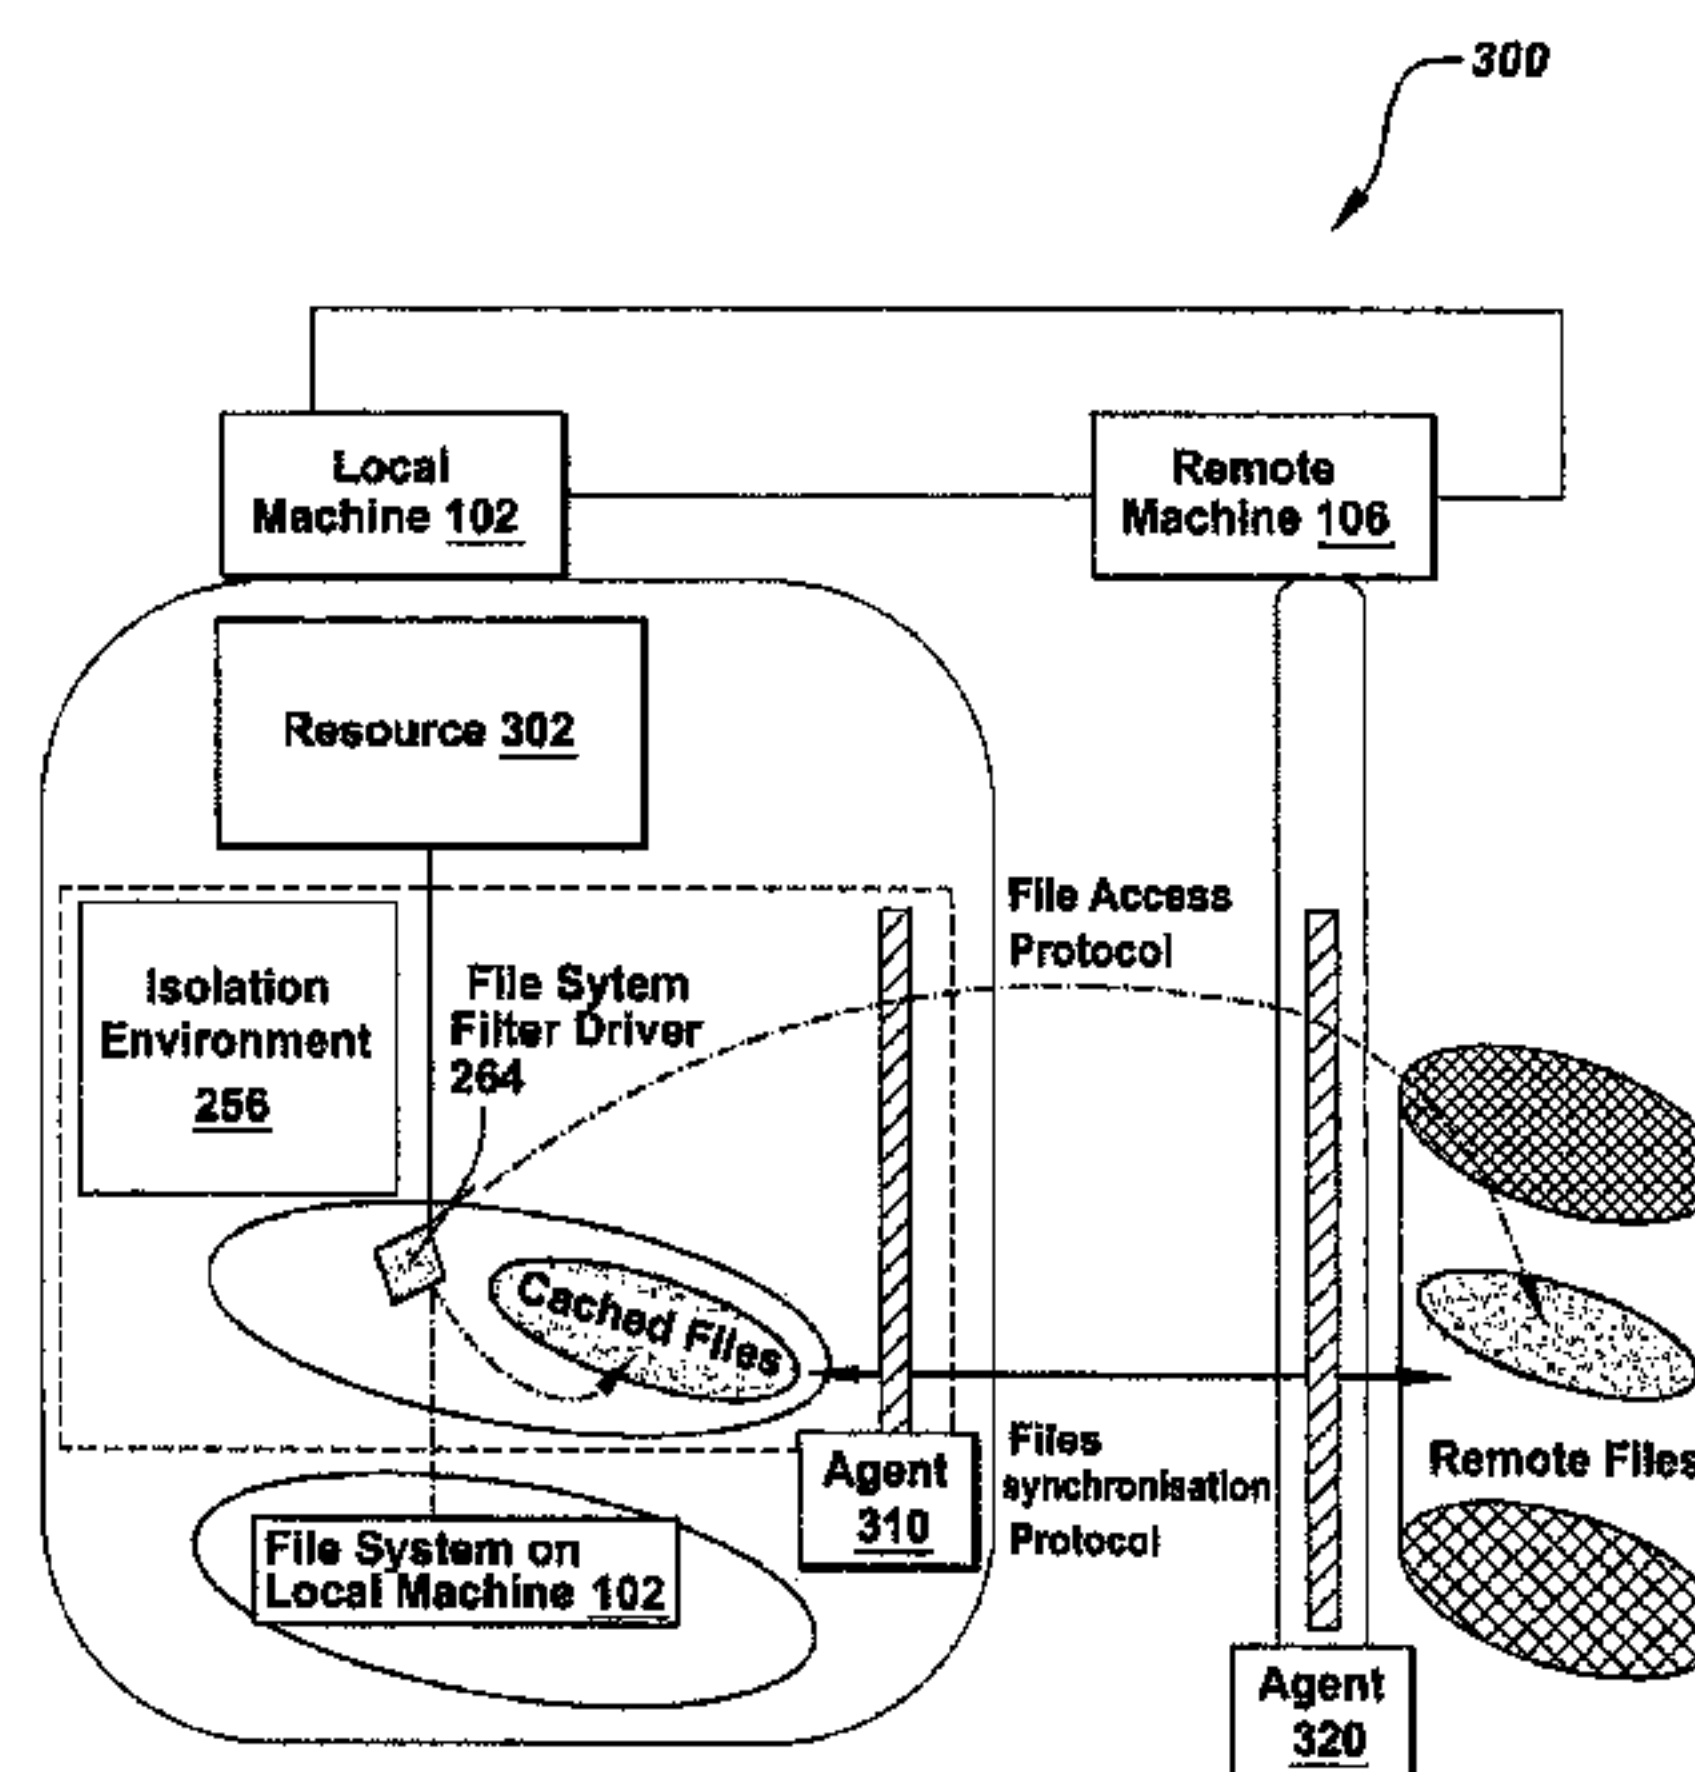 300
Local
Machine 102
Remote
Machine 106
Resource 302
File Access
Protocol
Isolation
Environment
256
File Sytem
Filter Driver
264
Cached Files
Files
synchronisation
Protocol
Remote Files
Agent
310
File System on
Local Machine 102
Agent
320